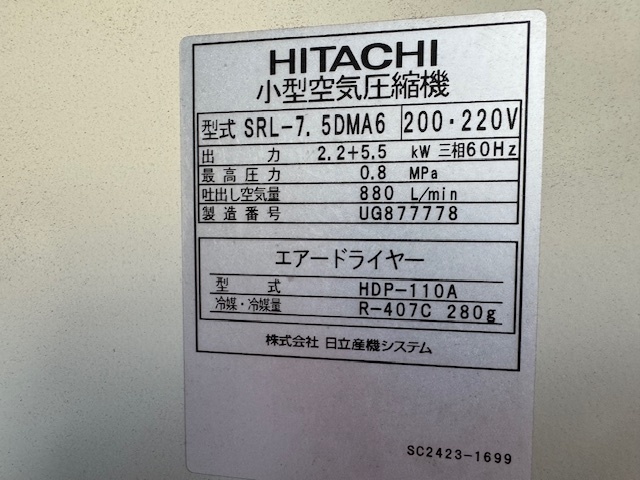 HITACHI
小型空気圧縮機
型式 SRL-7.5DMA6 200・220V
出力 2.2+5.5 kW 三相60Hz
最高圧力 0.8 MPa
吐出し空気量 880 L/min
製造番号 UG877778
エアードライヤー
型式 HDP-110A
冷媒・冷媒量 R-407C 280g
株式会社 日立産機システム
SC2423-1699